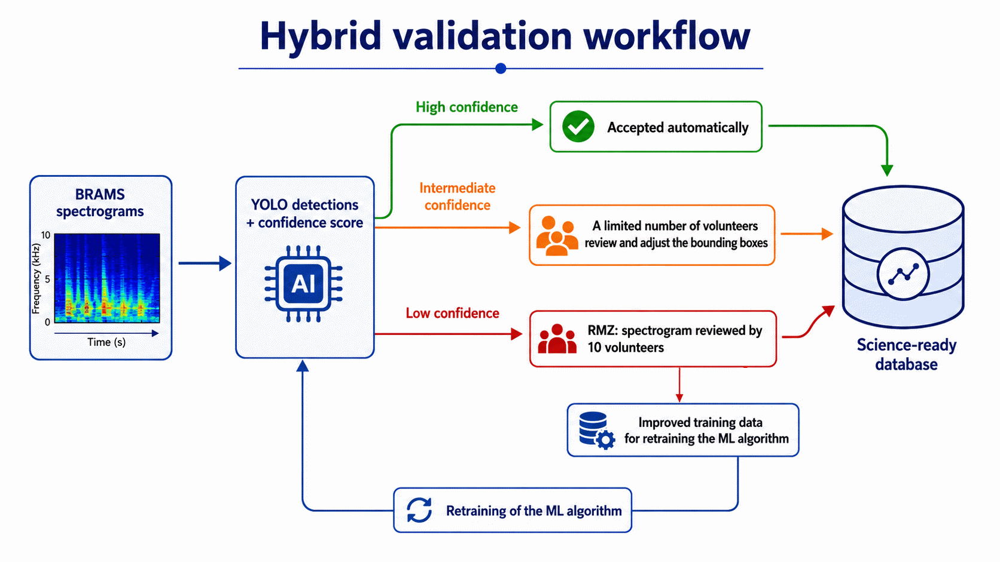 Hybrid validation workflow
High confidence
Accepted automatically
BRAMS
spectrograms
10
5
0
Frequency (kHz)
Time (s)
YOLO detections
+ confidence score
AI
Intermediate
confidence
A limited number of volunteers
review and adjust the bounding boxes
Low confidence
RMZ: spectrogram reviewed by
10 volunteers
Science-ready
database
Improved training data
for retraining the ML algorithm
Retraining of the ML algorithm